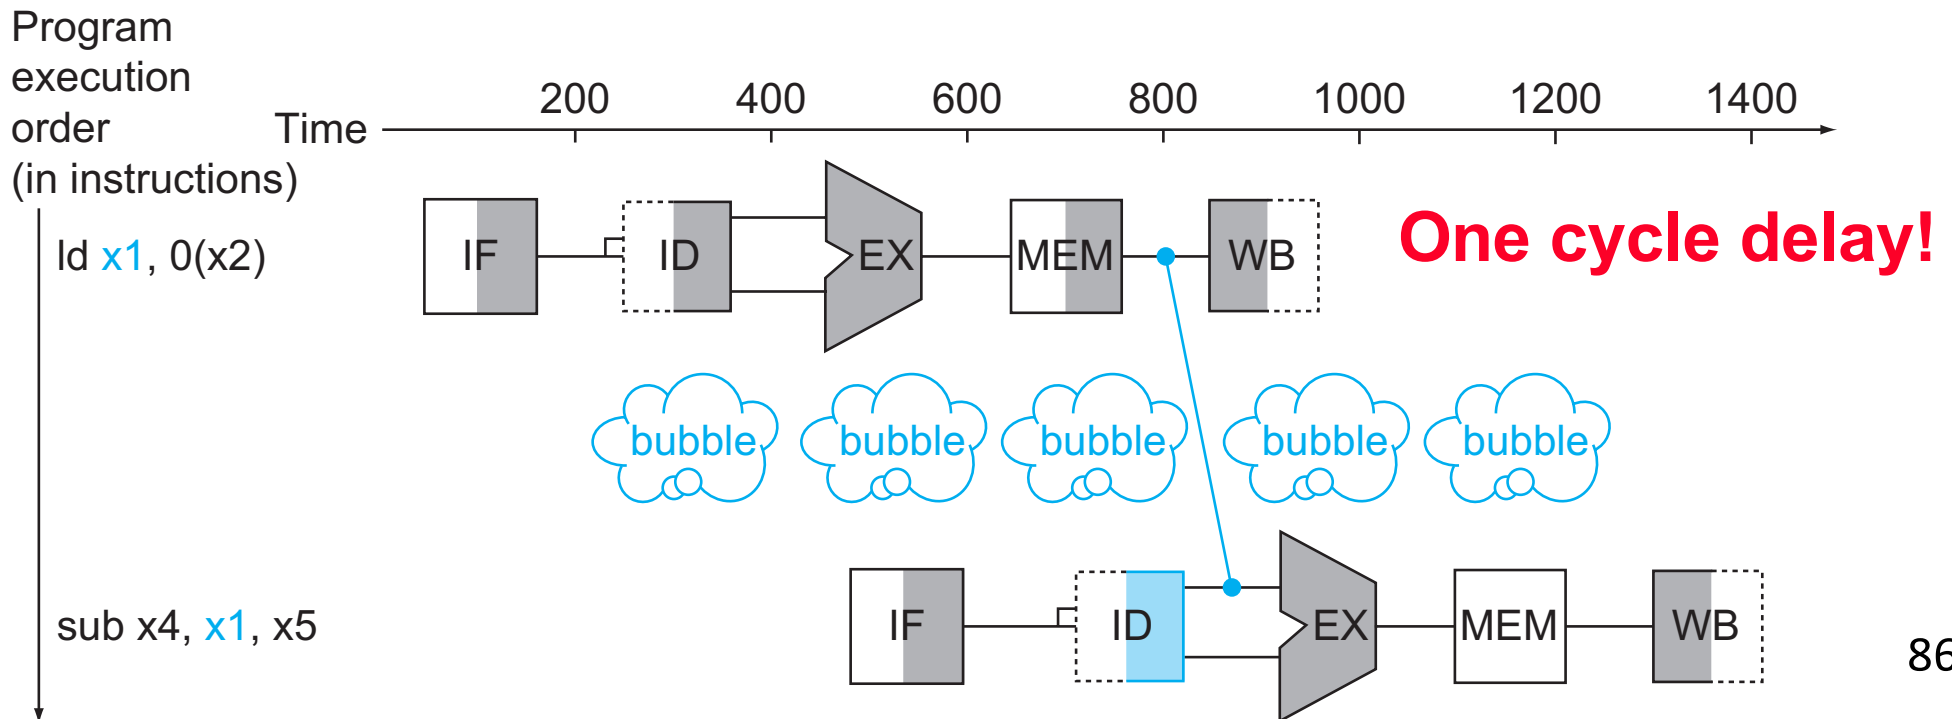 Program
execution
order
(in instructions)
Time
200 400 600 800 1000 1200 1400
ld x1, 0(x2)
IF ID EX MEM WB
One cycle delay!
bubble bubble bubble bubble bubble
sub x4, x1, x5
IF ID EX MEM WB
86